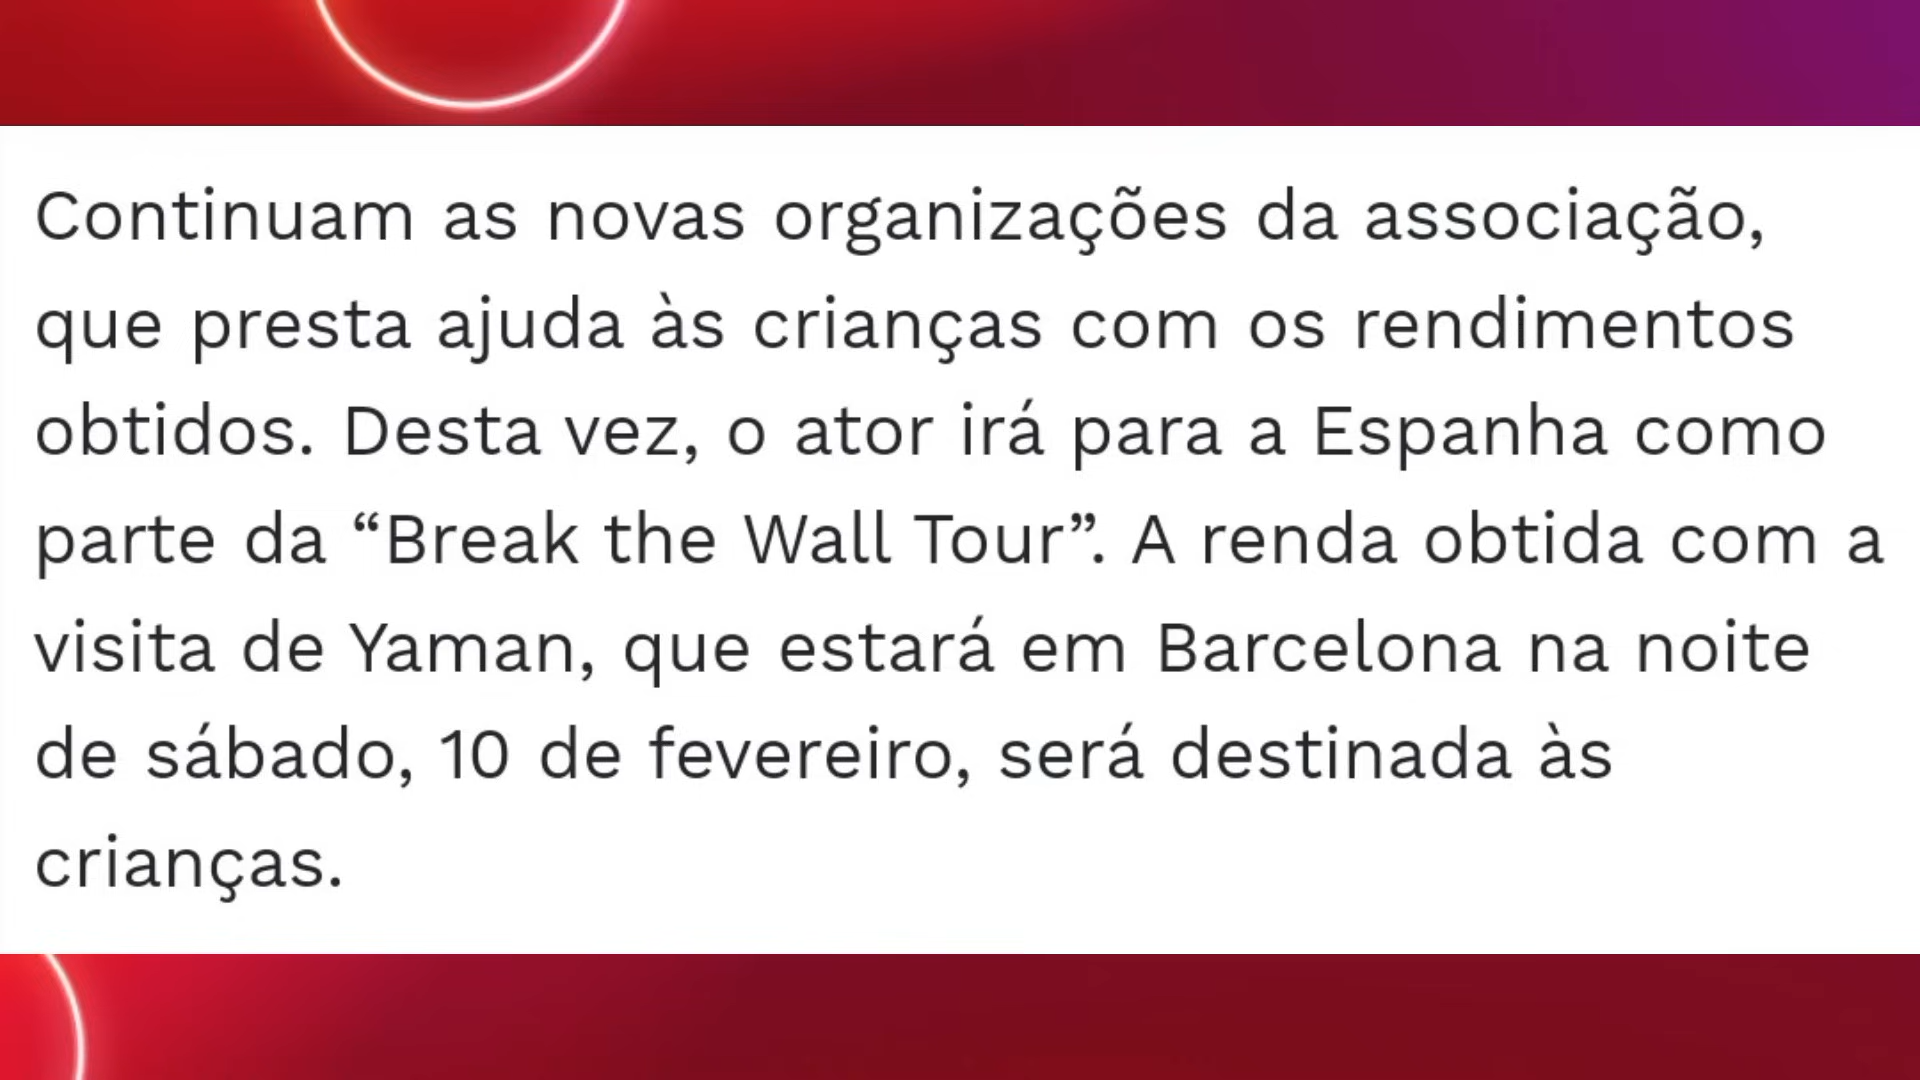 Continuam as novas organizações da associação,
que presta ajuda às crianças com os rendimentos
obtidos. Desta vez, o ator irá para a Espanha como
parte da “Break the Wall Tour”. A renda obtida com a
visita de Yaman, que estará em Barcelona na noite
de sábado, 10 de fevereiro, será destinada às
crianças.